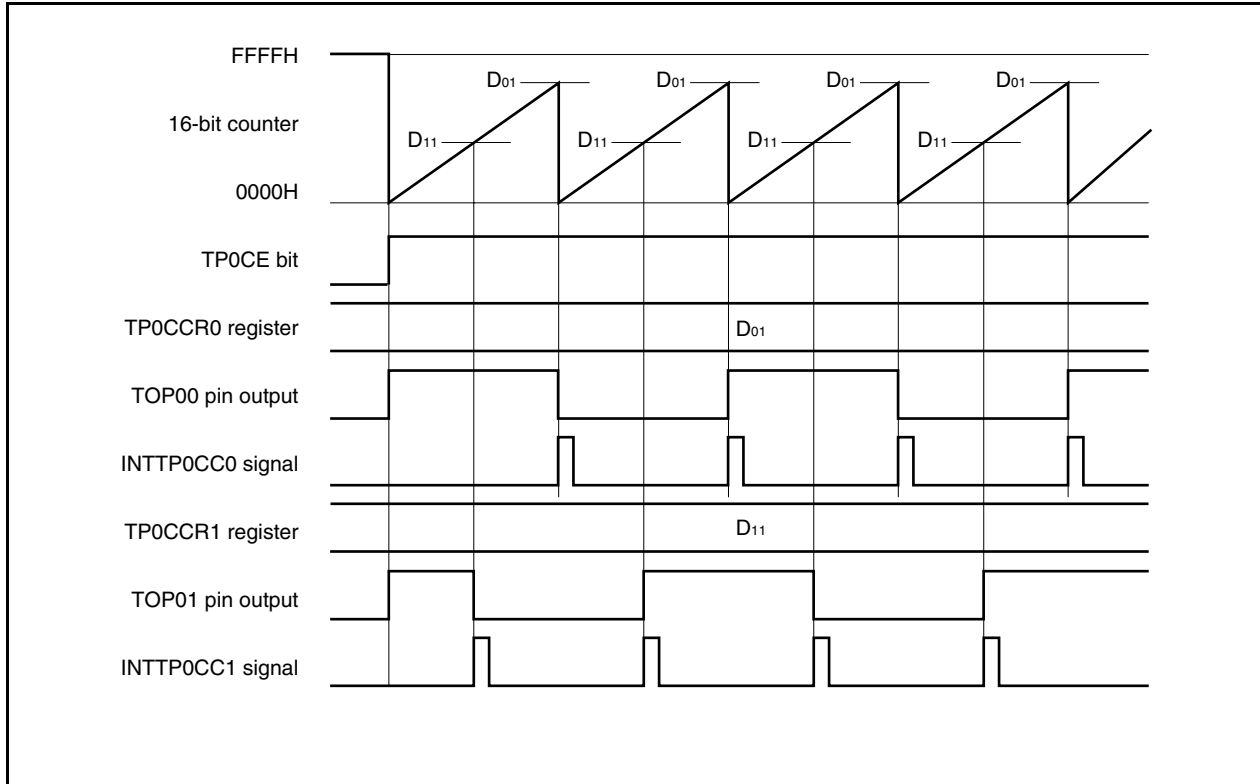 FFFFH
D01 D01 D01 D01
16-bit counter
D11 D11 D11 D11
0000H
TP0CE bit
TP0CCR0 register
D01
TOP00 pin output
INTTP0CC0 signal
TP0CCR1 register
D11
TOP01 pin output
INTTP0CC1 signal